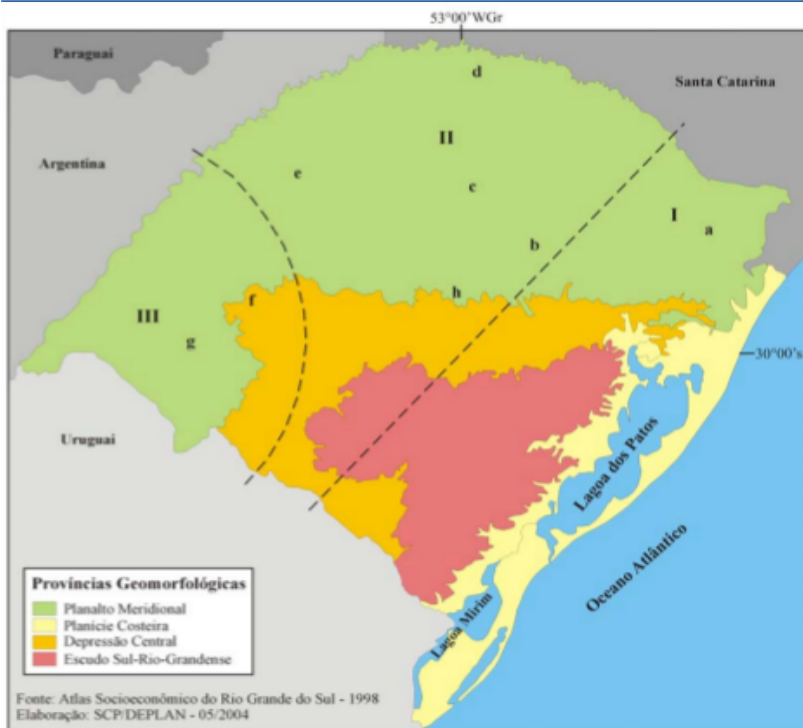 53°00'WGr
Paraguai
d
Santa Catarina
II
Argentina
e
c
I
a
b
h
f
III
g
30°00's
Uruguai
Lagoa dos Patos
Oceano Atlântico
Lagoa Mirim
Províncias Geomorfológicas
Planalto Meridional
Planície Costeira
Depressão Central
Escudo Sul-Rio-Grandense
Fonte: Atlas Socioeconômico do Rio Grande do Sul - 1998
Elaboração: SCP/DEPLAN - 05/2004